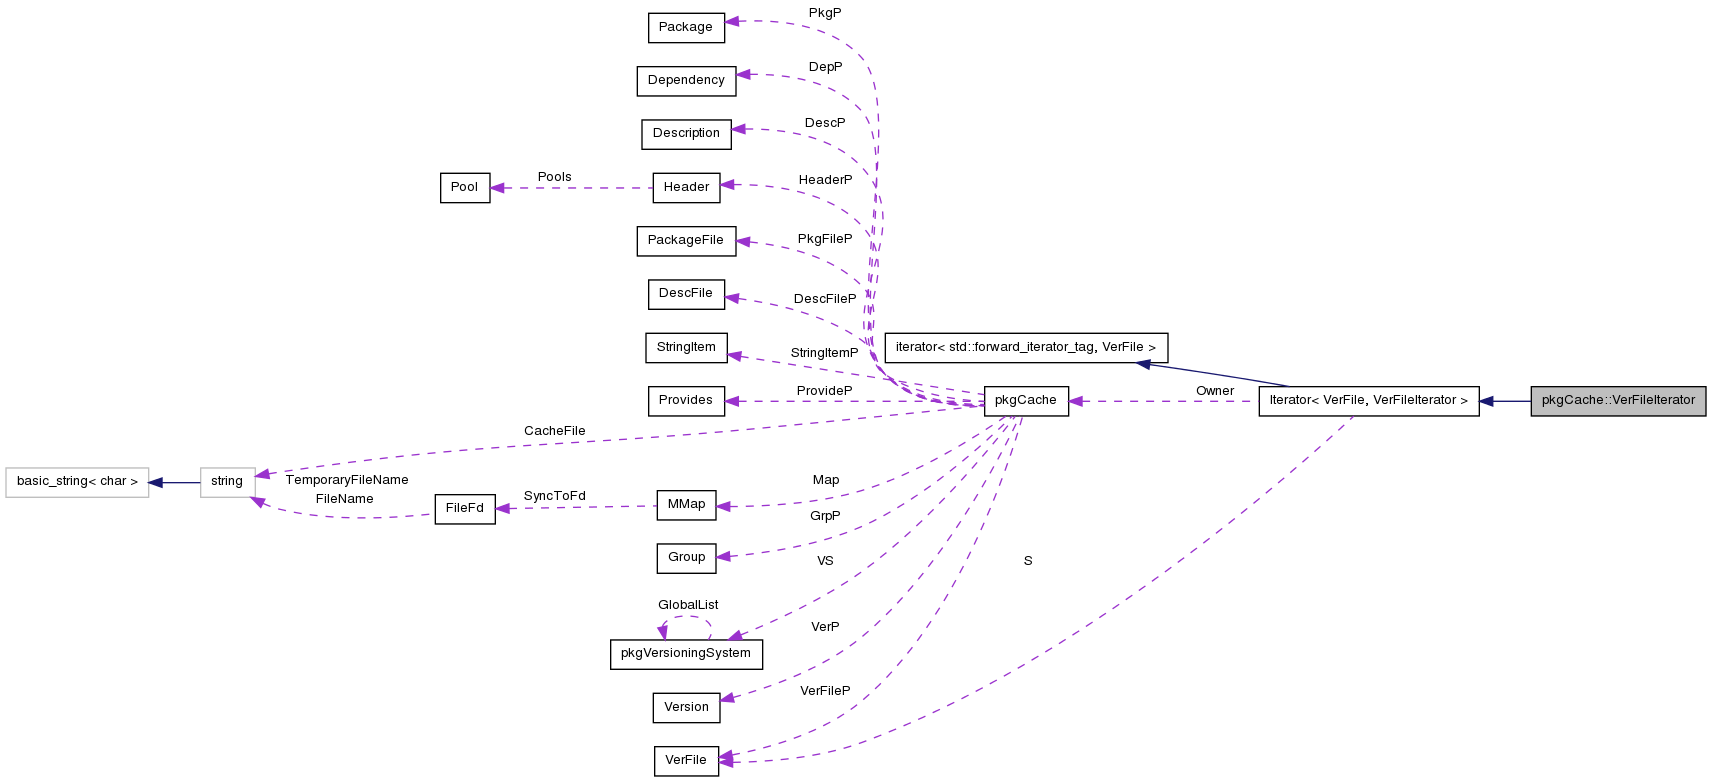 PkgP
Package
DepP
Dependency
DescP
Description
Pool
Pools
Header
HeaderP
PackageFile
PkgFileP
DescFile
DescFileP
StringItem
StringItemP
iterator< std::forward_iterator_tag, VerFile >
Provides
ProvideP
pkgCache
Owner
Iterator< VerFile, VerFileIterator >
pkgCache::VerFileIterator
CacheFile
basic_string< char >
string
TemporaryFileName
FileName
FileFd
SyncToFd
MMap
Map
Group
GrpP
VS
S
GlobalList
pkgVersioningSystem
VerP
Version
VerFileP
VerFile